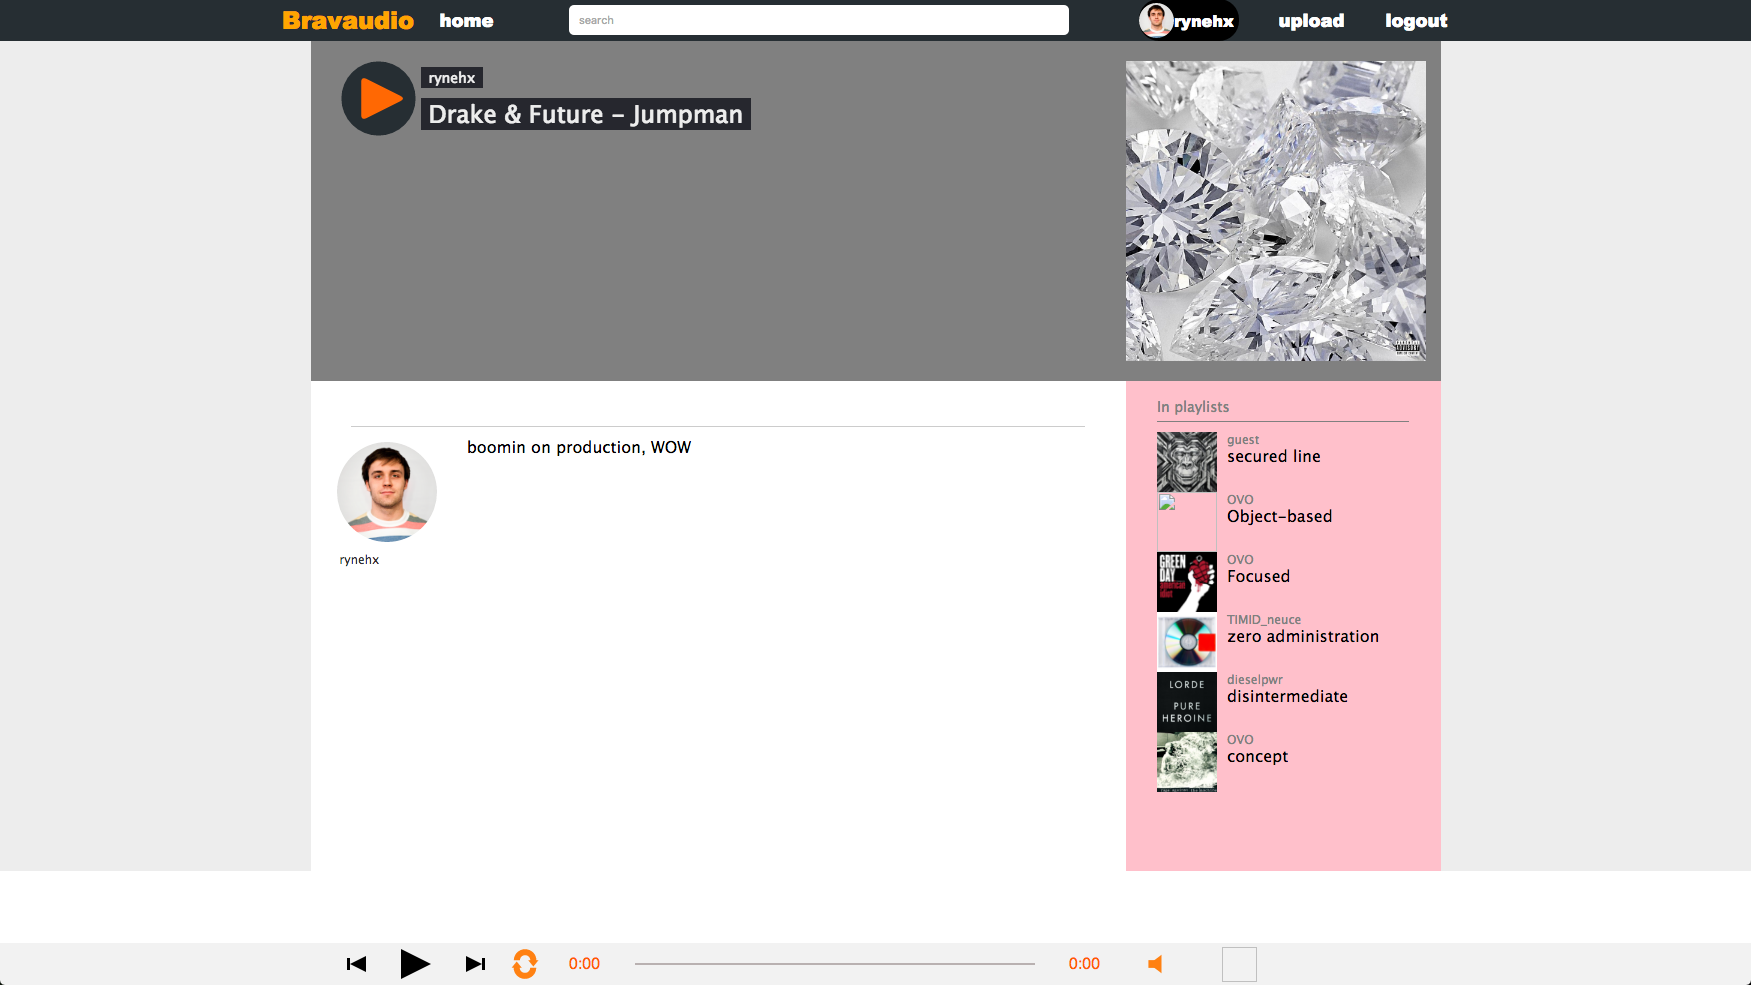 Bravaudio
home
search
rynehx
upload
logout
rynehx
Drake & Future - Jumpman
In playlists
guest
secured line
OVO
Object-based
GREEN
DAY
american
idiot
OVO
Focused
TIMID_neuce
zero administration
LORDE
PURE
HEROINE
dieselpwr
disintermediate
OVO
concept
boomin on production, WOW
rynehx
0:00
0:00